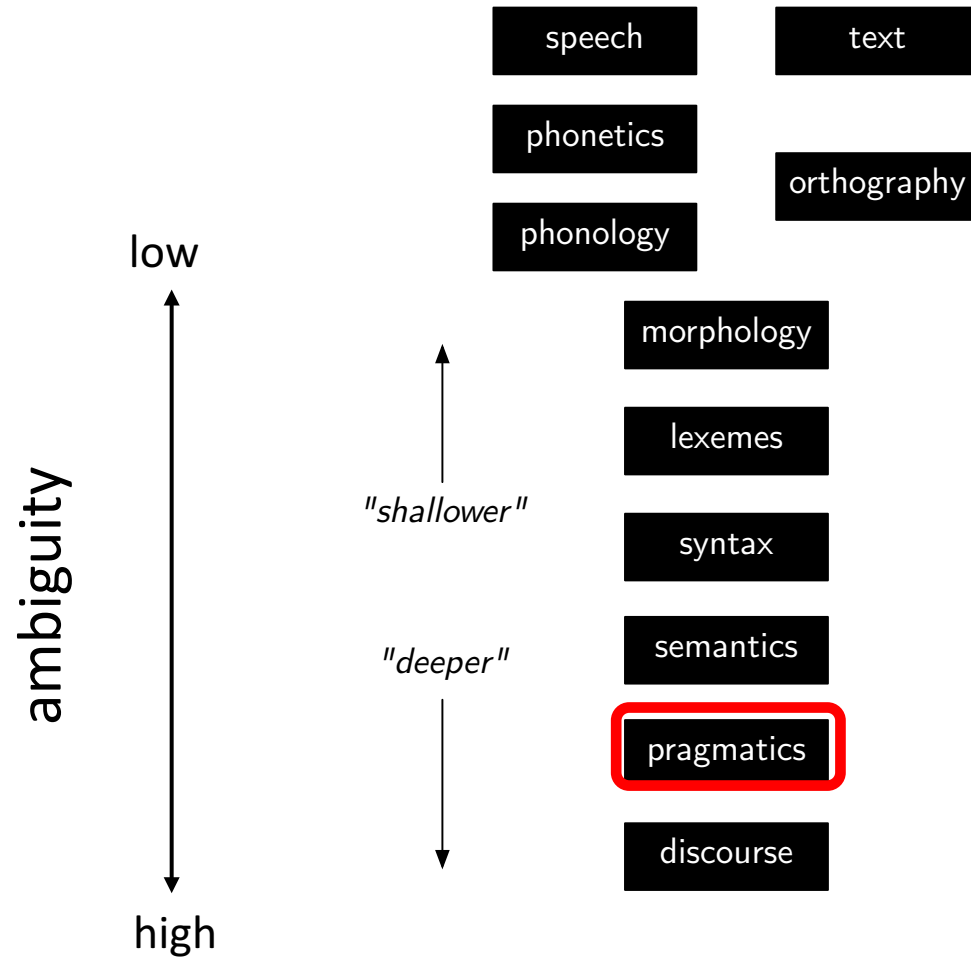 speech
text
phonetics
orthography
phonology
low
morphology
lexemes
"shallower"
syntax
ambiguity
semantics
"deeper"
pragmatics
discourse
high